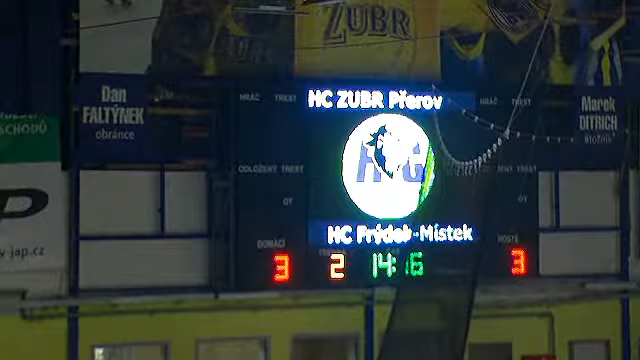 ZUBR
HC ZUBR Přerov
HRÁČ TREST
HRÁČ TREST
Dan
FALTÝNEK
obránce
Marek
DITRICH
útočník
ODLOŽENÝ TREST
TREST
OT
OT
HC Frýdek-Místek
DOMÁCÍ
HOSTÉ
3
2
14:16
3
jap.cz